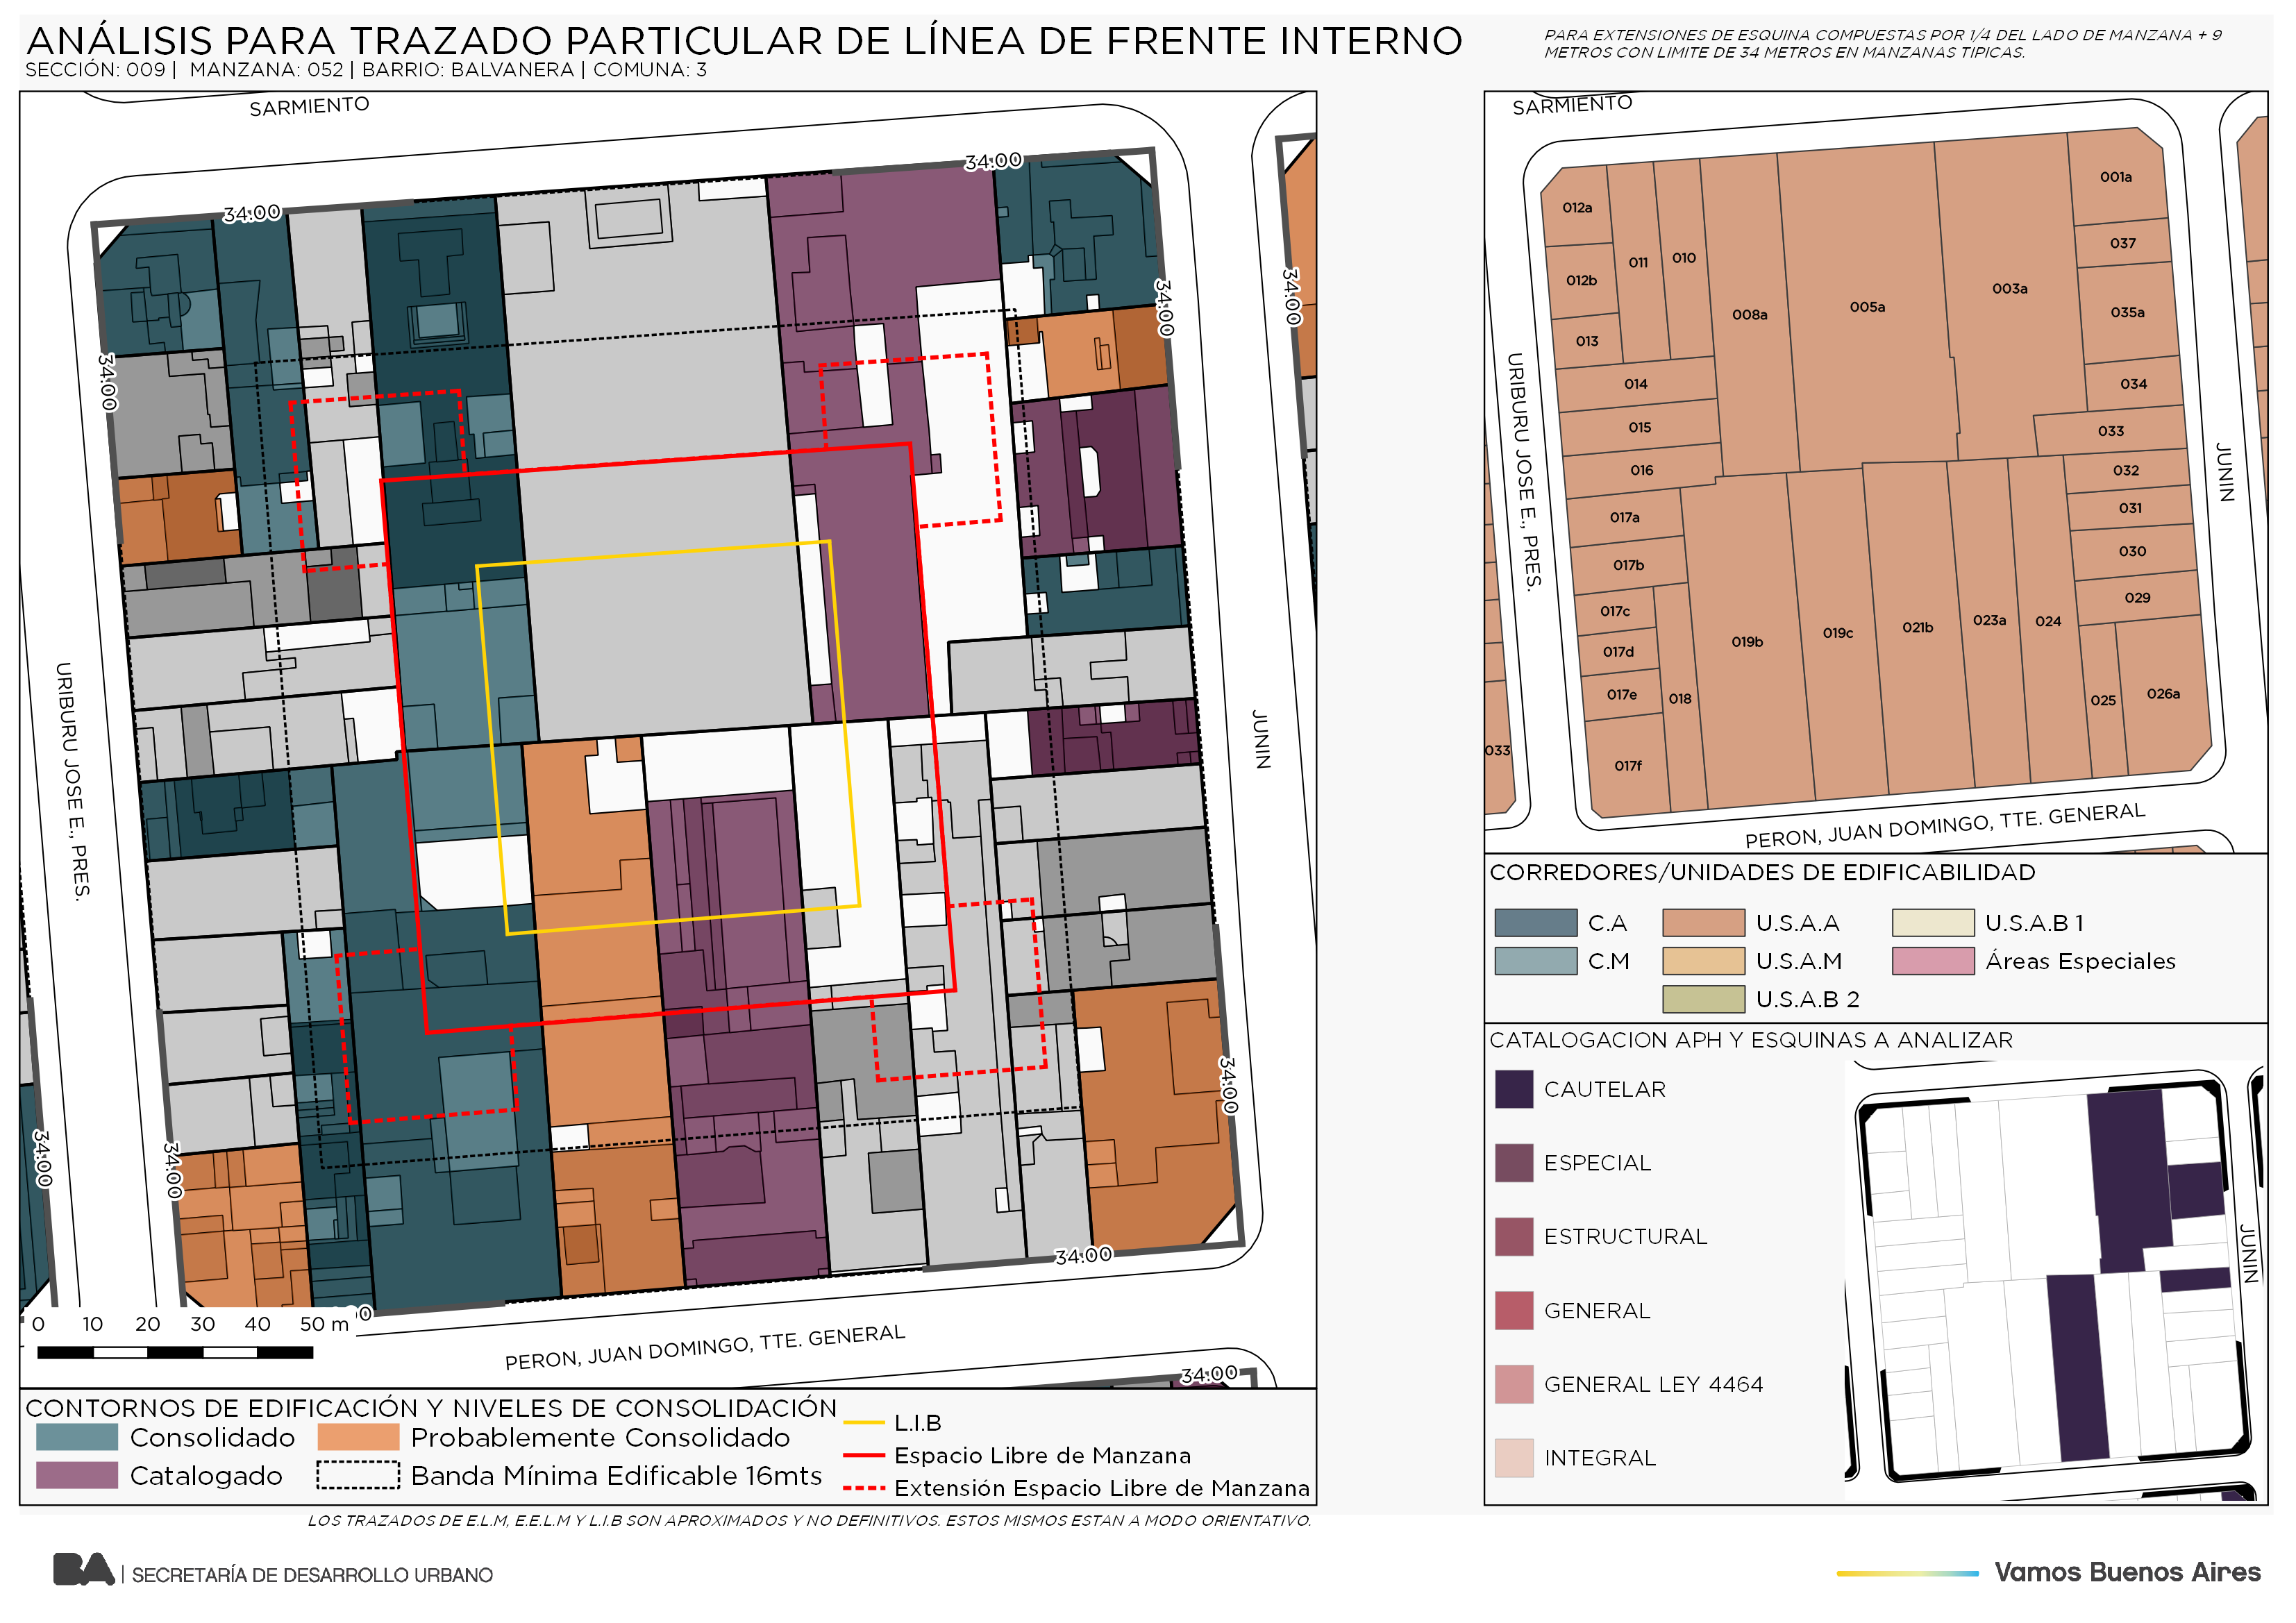 ANÁLISIS PARA TRAZADO PARTICULAR DE LÍNEA DE FRENTE INTERNO
SECCIÓN: 009 | MANZANA: 052 | BARRIO: BALVANERA | COMUNA: 3
PARA EXTENSIONES DE ESQUINA COMPUESTAS POR 1/4 DEL LADO DE MANZANA + 9
METROS CON LIMITE DE 34 METROS EN MANZANAS TIPICAS.
SARMIENTO
34.00
34.00
34.00
34.00
34.00
URIBURU JOSE E., PRES.
JUNIN
34.00
34.00
34.00
34.00
0 10 20 30 40 50 m
PERON, JUAN DOMINGO, TTE. GENERAL
34.00
CONTORNOS DE EDIFICACIÓN Y NIVELES DE CONSOLIDACIÓN
Consolidado
Probablemente Consolidado
Catalogado
Banda Mínima Edificable 16mts
L.I.B
Espacio Libre de Manzana
Extensión Espacio Libre de Manzana
SARMIENTO
001a
012a
037
011
010
012b
003a
005a
035a
008a
013
014
034
015
033
016
032
017a
031
017b
030
029
017c
023a
024
021b
019c
019b
017d
017e
018
025
026a
017f
033
URIBURU JOSE E., PRES.
JUNIN
PERON, JUAN DOMINGO, TTE. GENERAL
CORREDORES/UNIDADES DE EDIFICABILIDAD
C.A
U.S.A.A
U.S.A.B 1
C.M
U.S.A.M
Áreas Especiales
U.S.A.B 2
CATALOGACION APH Y ESQUINAS A ANALIZAR
CAUTELAR
ESPECIAL
ESTRUCTURAL
GENERAL
GENERAL LEY 4464
INTEGRAL
JUNIN
LOS TRAZADOS DE E.L.M, E.E.L.M Y L.I.B SON APROXIMADOS Y NO DEFINITIVOS. ESTOS MISMOS ESTAN A MODO ORIENTATIVO.
BA | SECRETARÍA DE DESARROLLO URBANO
Vamos Buenos Aires